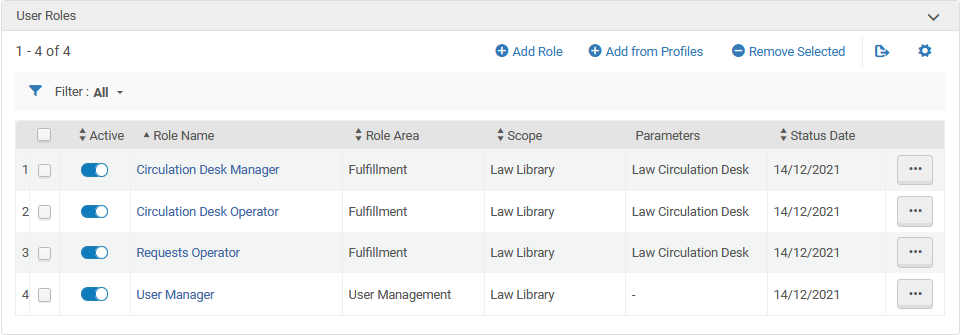 User Roles
1 - 4 of 4 Add Role Add from Profiles Remove Selected
Filter : All
Active Role Name Role Area Scope Parameters Status Date
1 Circulation Desk Manager Fulfillment Law Library Law Circulation Desk 14/12/2021
2 Circulation Desk Operator Fulfillment Law Library Law Circulation Desk 14/12/2021
3 Requests Operator Fulfillment Law Library Law Circulation Desk 14/12/2021
4 User Manager User Management Law Library - 14/12/2021